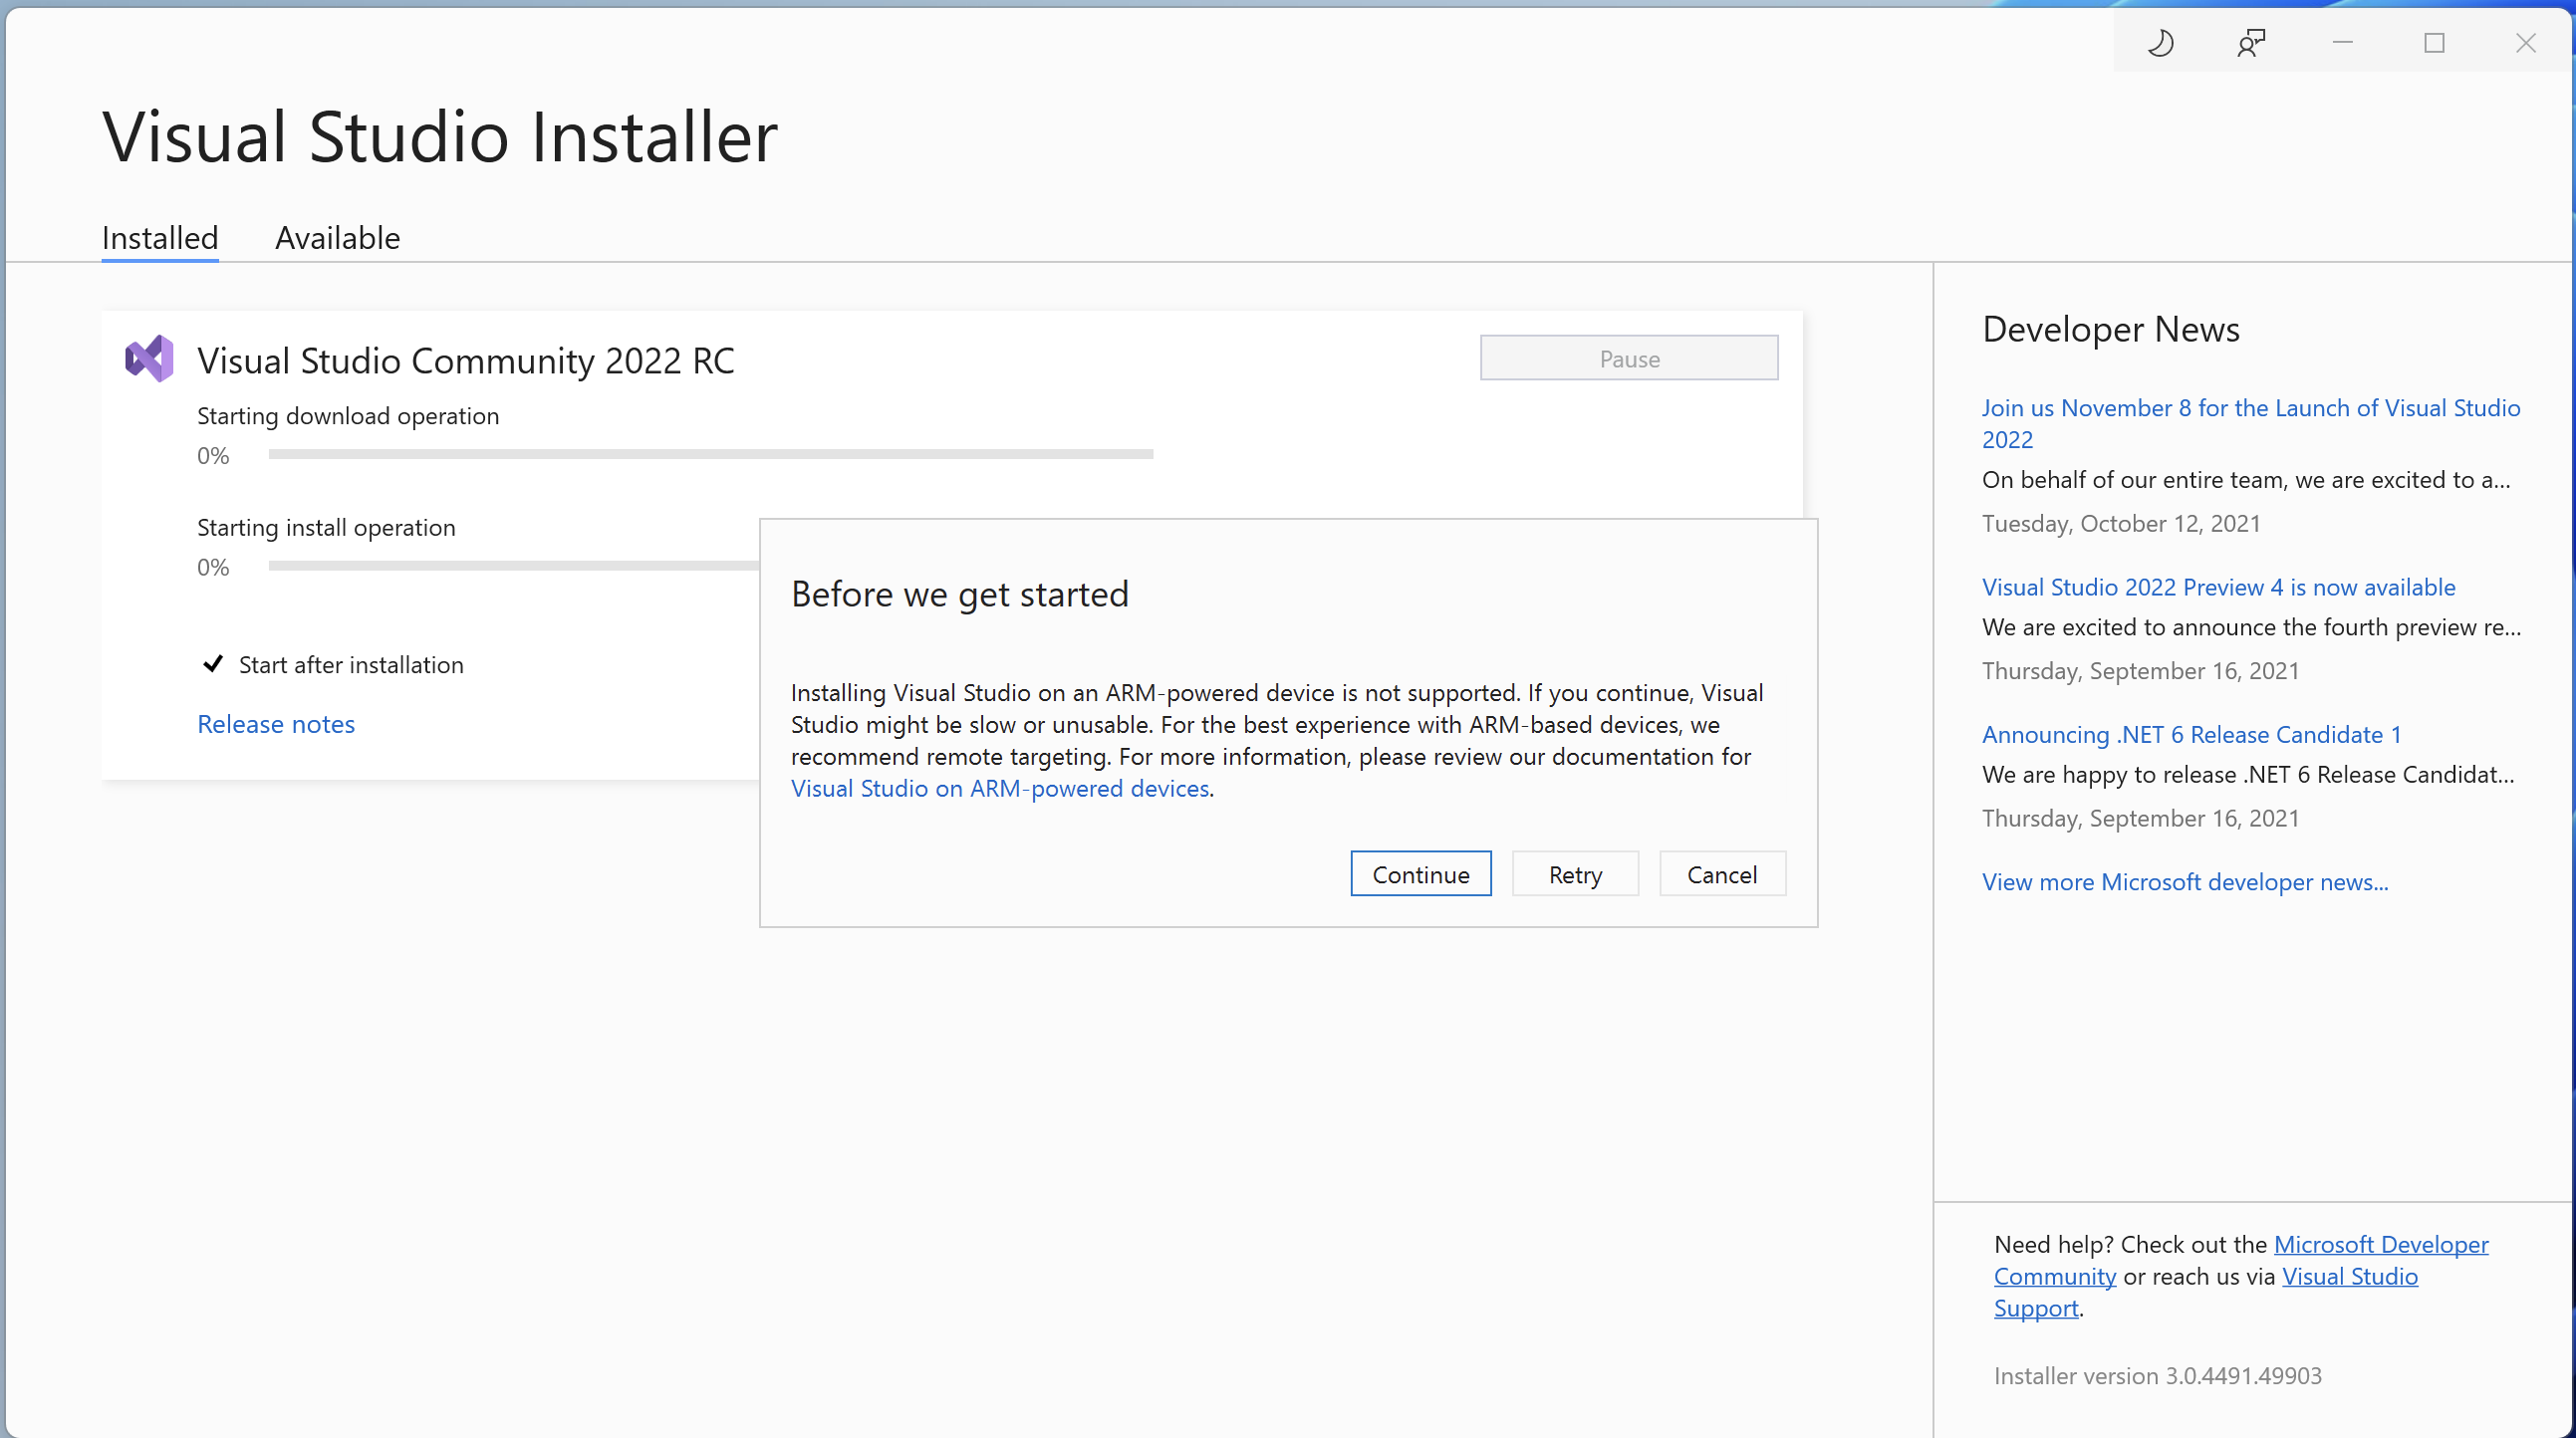 Visual Studio Installer
Installed
Available
Visual Studio Community 2022 RC
Pause
Starting download operation
0%
Starting install operation
0%
Start after installation
Release notes
Before we get started
Installing Visual Studio on an ARM-powered device is not supported. If you continue, Visual
Studio might be slow or unusable. For the best experience with ARM-based devices, we
recommend remote targeting. For more information, please review our documentation for
Visual Studio on ARM-powered devices.
Continue
Retry
Cancel
Developer News
Join us November 8 for the Launch of Visual Studio
2022
On behalf of our entire team, we are excited to a...
Tuesday, October 12, 2021
Visual Studio 2022 Preview 4 is now available
We are excited to announce the fourth preview re...
Thursday, September 16, 2021
Announcing .NET 6 Release Candidate 1
We are happy to release .NET 6 Release Candidat...
Thursday, September 16, 2021
View more Microsoft developer news...
Need help? Check out the Microsoft Developer
Community or reach us via Visual Studio
Support.
Installer version 3.0.4491.49903